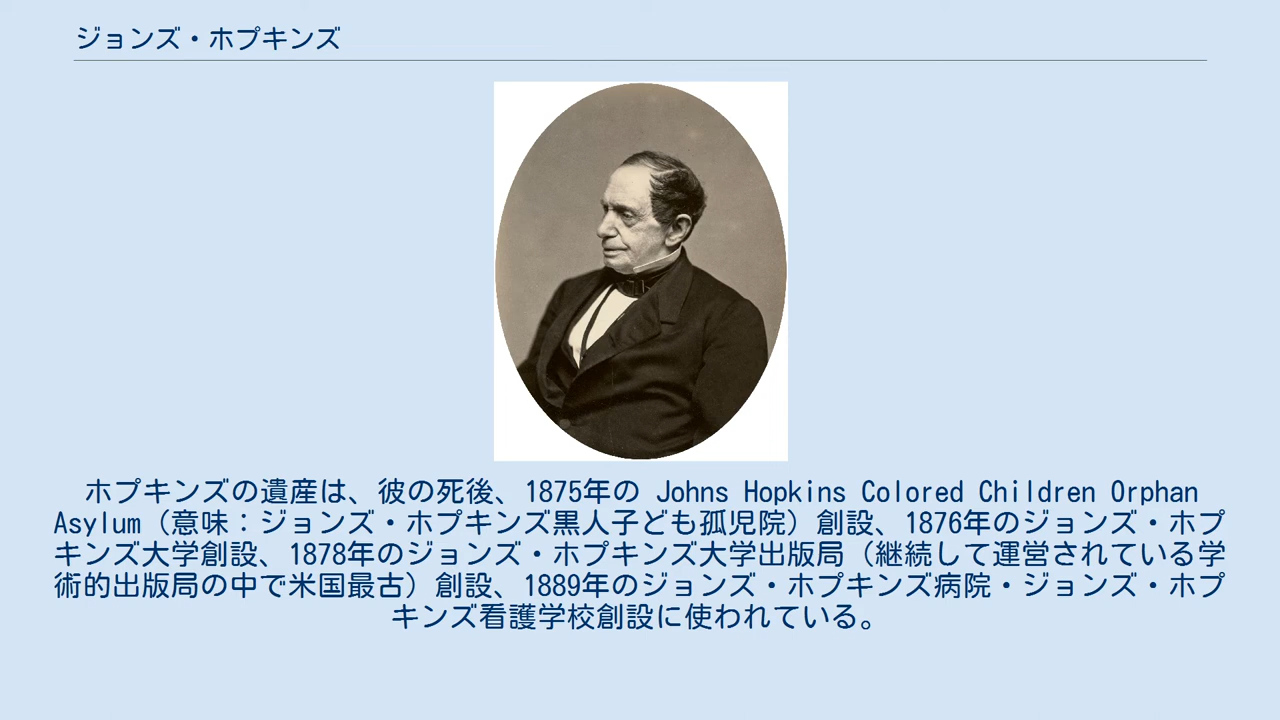 ジョンズ・ホプキンズ
ホプキンズの遺産は、彼の死後、1875年の Johns Hopkins Colored Children Orphan
Asylum（意味：ジョンズ・ホプキンズ黒人子ども孤児院）創設、1876年のジョンズ・ホプ
キンズ大学創設、1878年のジョンズ・ホプキンズ大学出版局（継続して運営されている学
術的出版局の中で米国最古）創設、1889年のジョンズ・ホプキンズ病院・ジョンズ・ホプ
キンズ看護学校創設に使われている。